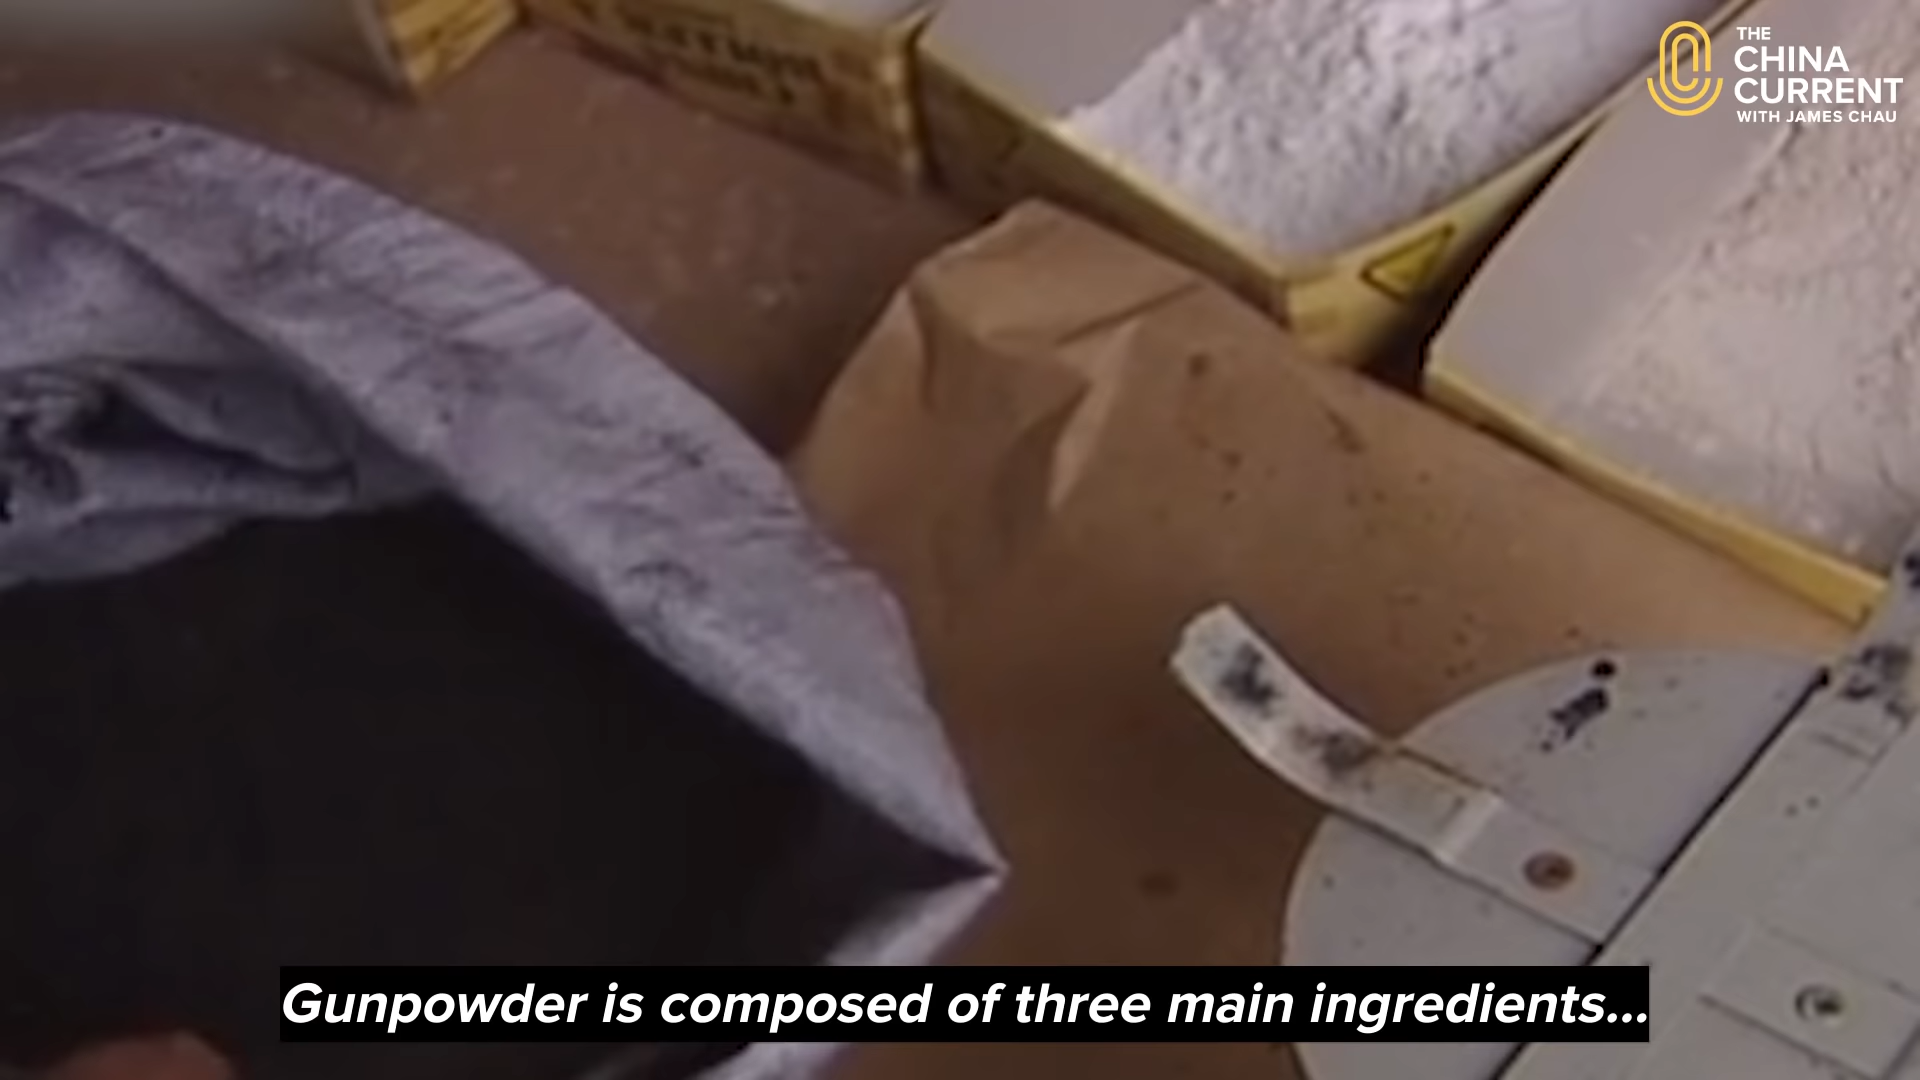 THE
CHINA
CURRENT
WITH JAMES CHAU
Gunpowder is composed of three main ingredients...